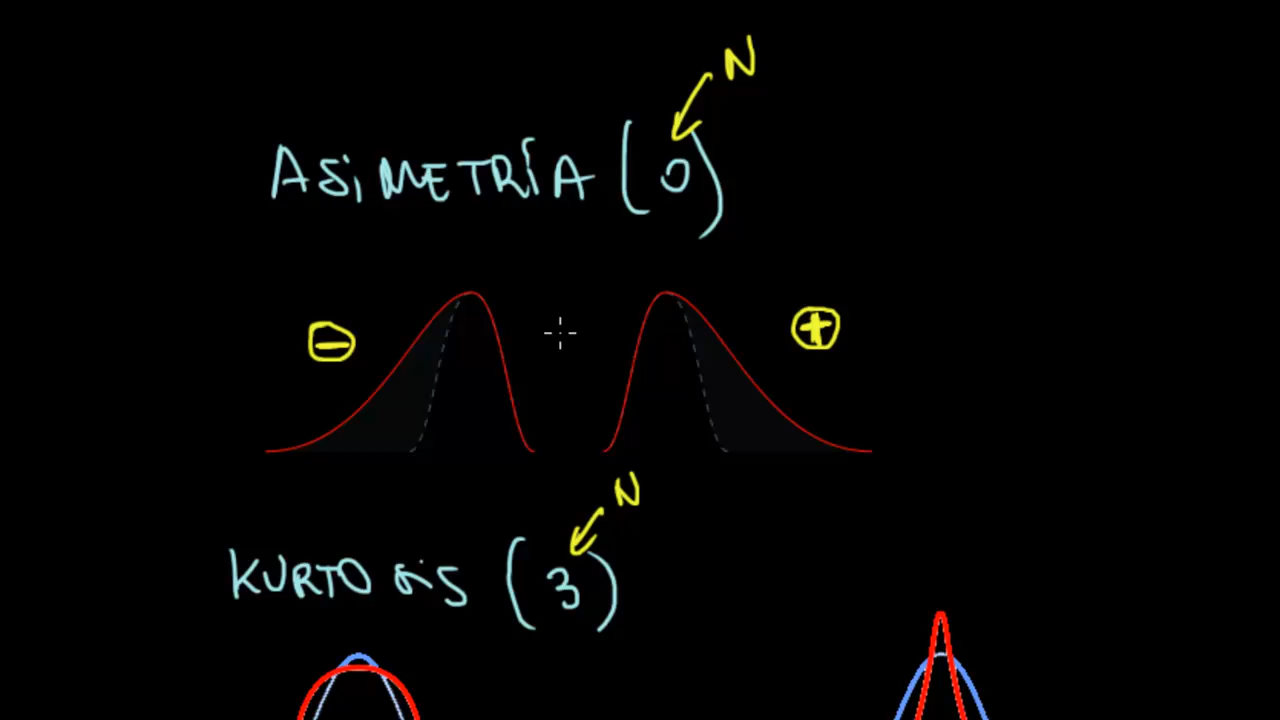 N
ASIMETRÍA (0)
- +
N
KURTOSIS (3)